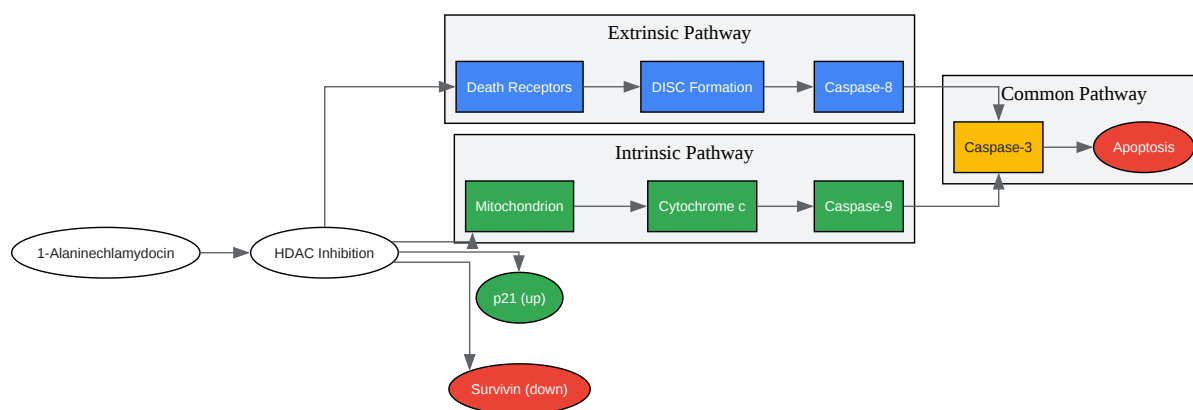 Extrinsic Pathway
Death Receptors
DISC Formation
Caspase-8
Common Pathway
Caspase-3
Apoptosis
Intrinsic Pathway
Mitochondrion
Cytochrome c
Caspase-9
1-Alaninechlamydocin
HDAC Inhibition
p21 (up)
Survivin (down)